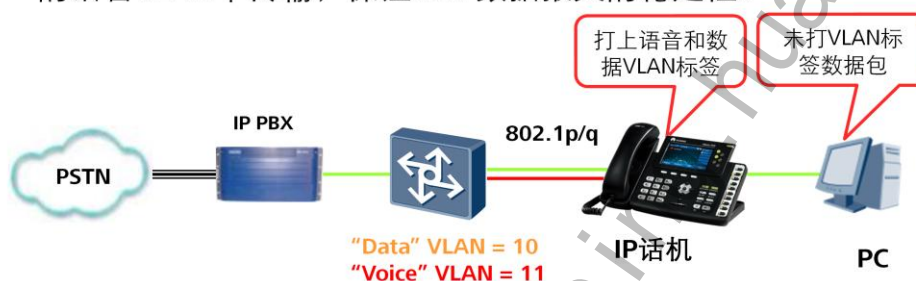 打上语音和数
据VLAN标签
未打VLAN标
签数据包
IP PBX
802.1p/q
PSTN
"Data" VLAN = 10
"Voice" VLAN = 11
IP话机
PC